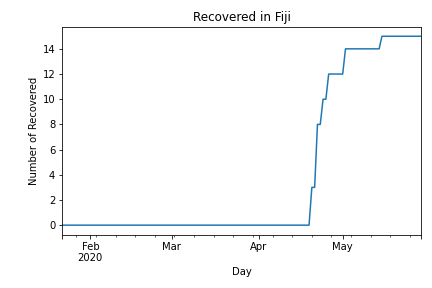 Recovered in Fiji
Number of Recovered
14
12
10
8
6
4
2
0
Feb
2020
Mar
Apr
May
Day